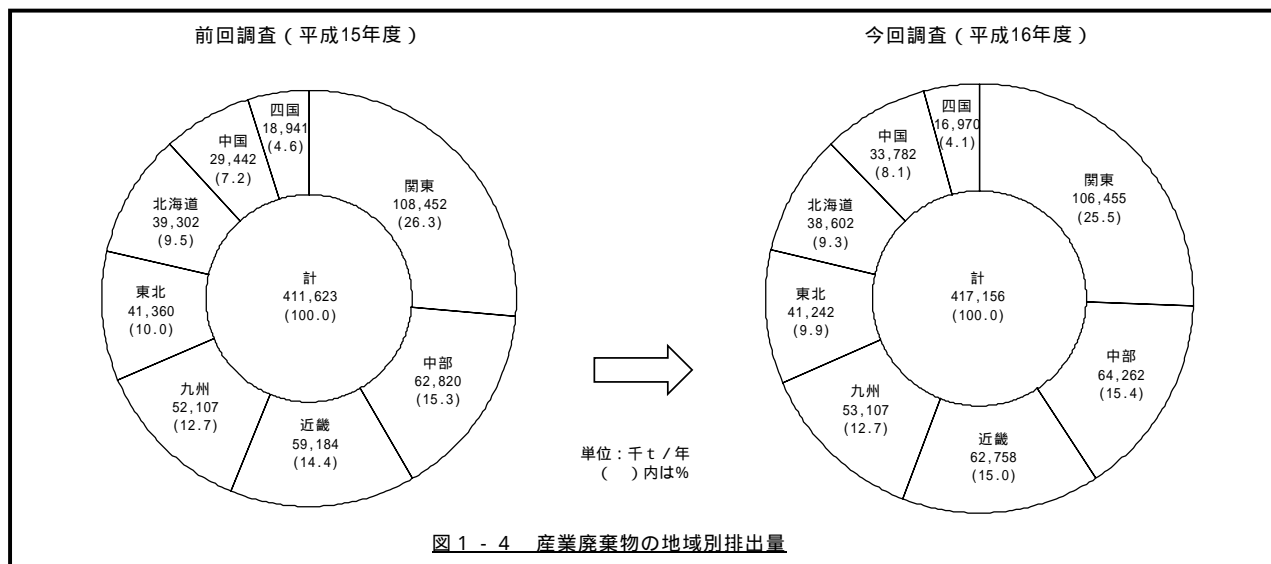 前回調査（平成15年度）
四国
18,941
(4.6)
中国
29,442
(7.2)
北海道
39,302
(9.5)
東北
41,360
(10.0)
九州
52,107
(12.7)
近畿
59,184
(14.4)
中部
62,820
(15.3)
関東
108,452
(26.3)
計
411,623
(100.0)
単位：千ｔ／年
（　）内は%
今回調査（平成16年度）
四国
16,970
(4.1)
中国
33,782
(8.1)
北海道
38,602
(9.3)
東北
41,242
(9.9)
九州
53,107
(12.7)
近畿
62,758
(15.0)
中部
64,262
(15.4)
関東
106,455
(25.5)
計
417,156
(100.0)
図１-４　産業廃棄物の地域別排出量